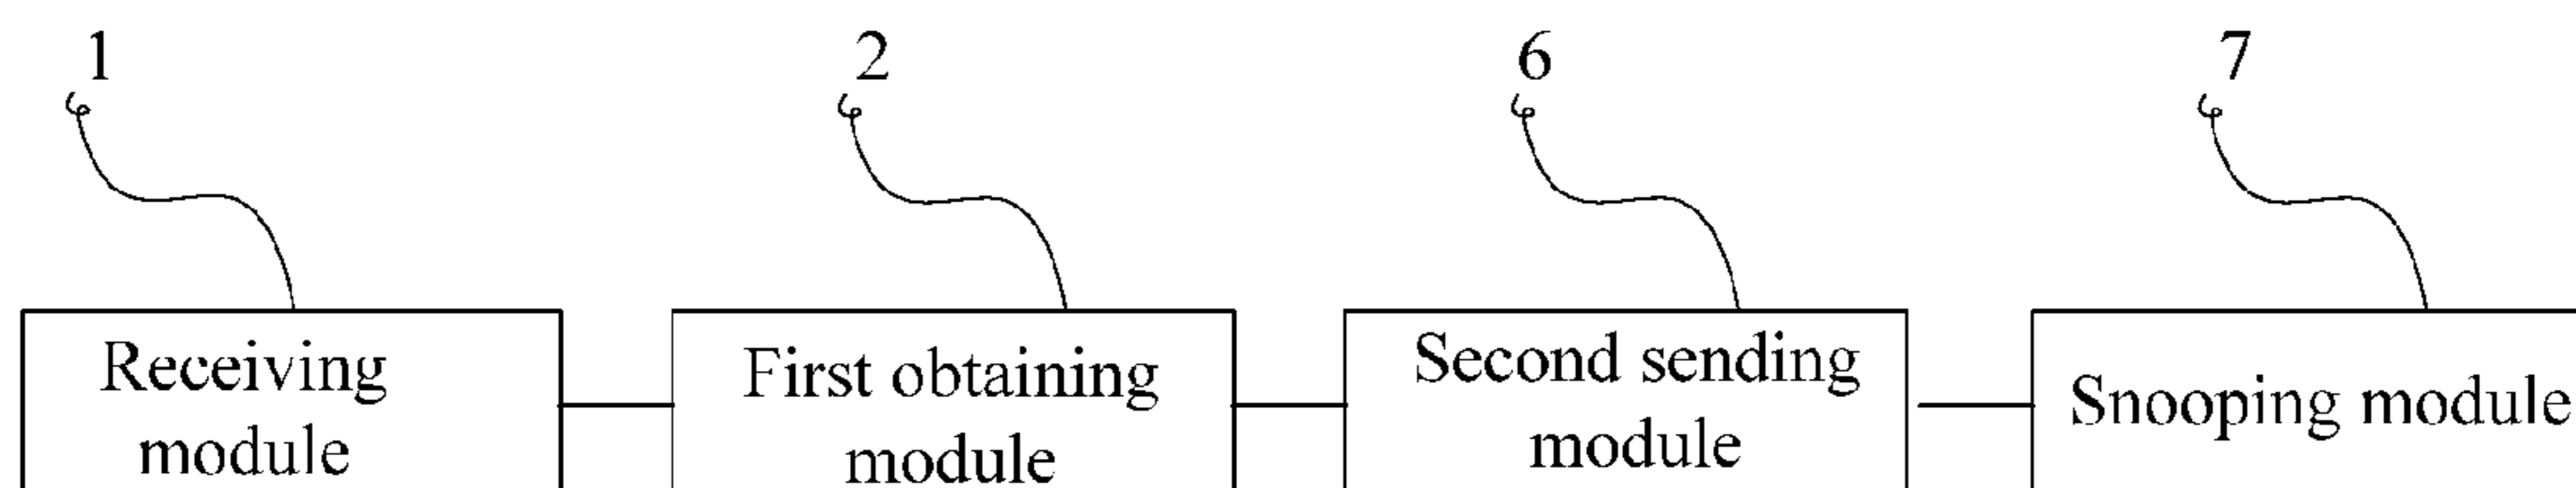 1 2 6 7
Receiving
module
First obtaining
module
Second sending
module
Snooping module